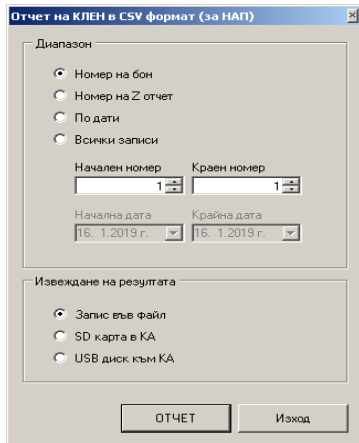 Отчет на КЛЕН в CSV формат (за НАП)
Диапазон
Номер на бон
Номер на Z отчет
По дати
Всички записи
Начален номер Краен номер
1 1
Начална дата Крайна дата
16. 1.2019 г. 16. 1.2019 г.
Извеждане на резултата
Запис във файл
SD карта в КА
USB диск към КА
ОТЧЕТ Изход